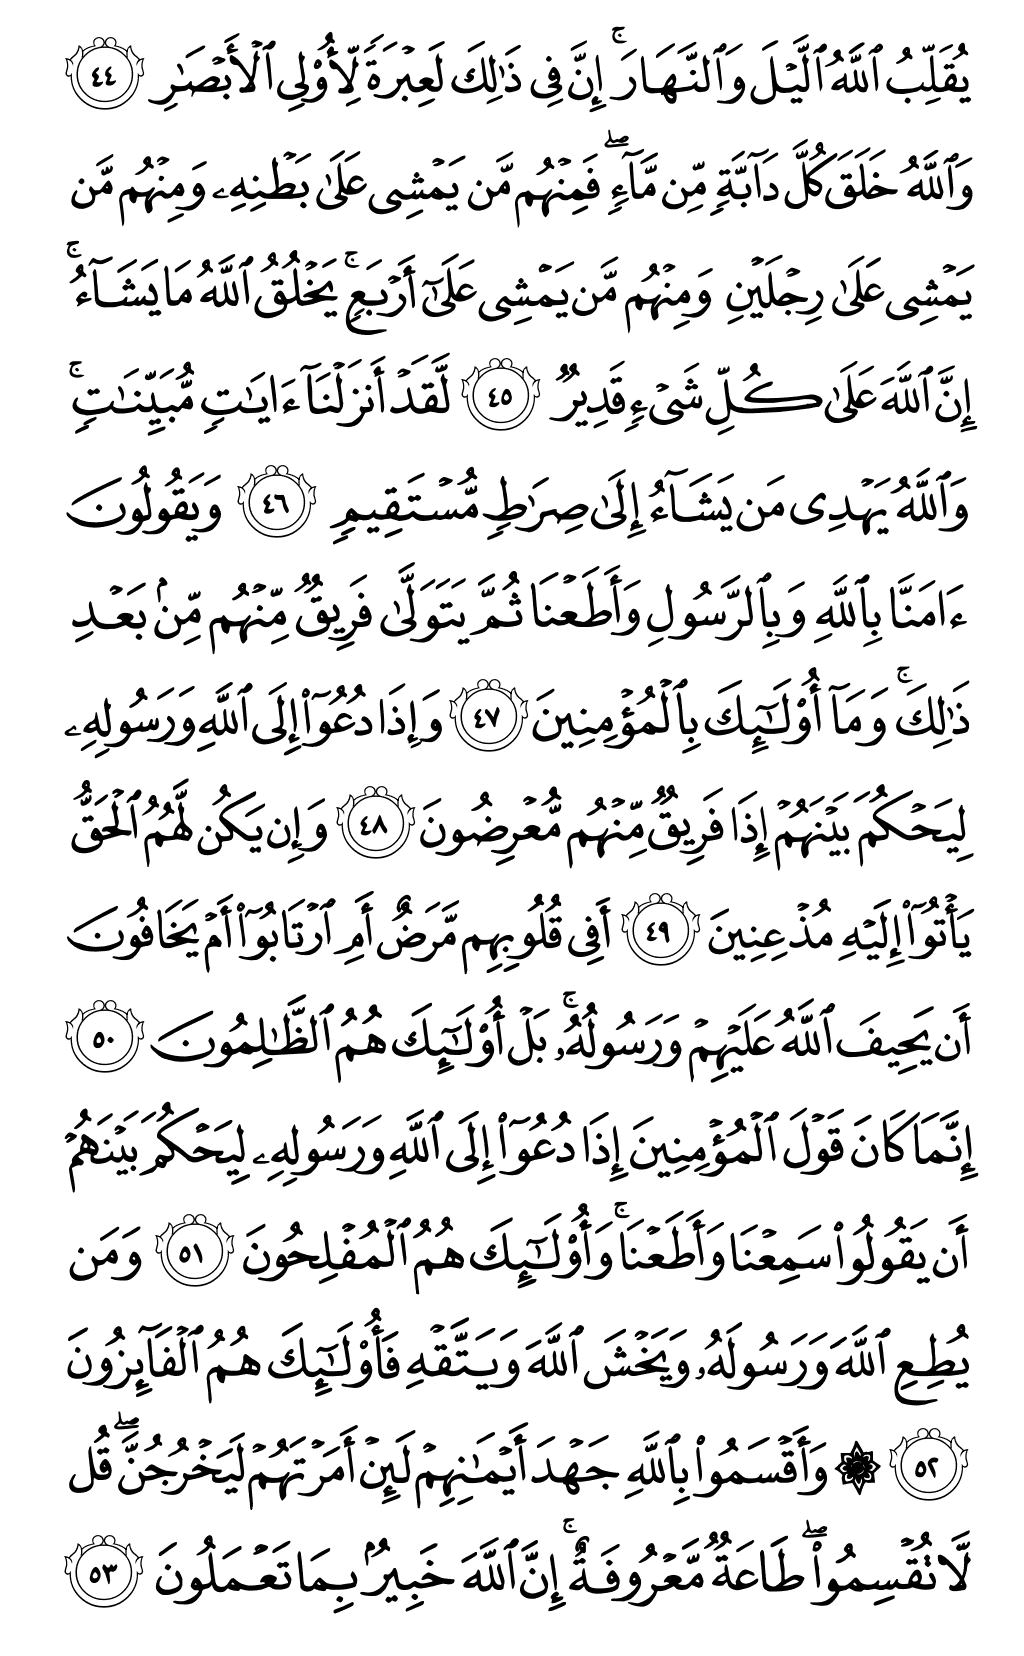 يُقَلِّبُ ٱللَّهُ ٱلَّيۡلَ وَٱلنَّهَارَۚ إِنَّ فِى ذَٰلِكَ لَعِبۡرَةً لِّأُوْلِى ٱلۡأَبۡصَٰرِ ٤٤
وَٱللَّهُ خَلَقَ كُلَّ دَآبَّةٍ مِّن مَّآءٍۖ فَمِنۡهُم مَّن يَمۡشِى عَلَىٰ بَطۡنِهِۦ وَمِنۡهُم مَّن
يَمۡشِى عَلَىٰ رِجۡلَيۡنِ وَمِنۡهُم مَّن يَمۡشِى عَلَىٰٓ أَرۡبَعٍۚ يَخۡلُقُ ٱللَّهُ مَا يَشَآءُۚ
إِنَّ ٱللَّهَ عَلَىٰ كُلِّ شَىۡءٍ قَدِيرٌ ٤٥ لَّقَدۡ أَنزَلۡنَآ ءَايَٰتٍ مُّبَيِّنَٰتٍۚ
وَٱللَّهُ يَهۡدِى مَن يَشَآءُ إِلَىٰ صِرَٰطٍ مُّسۡتَقِيمٍ ٤٦ وَيَقُولُونَ
ءَامَنَّا بِٱللَّهِ وَبِٱلرَّسُولِ وَأَطَعۡنَا ثُمَّ يَتَوَلَّىٰ فَرِيقٌ مِّنۡهُم مِّنۢ بَعۡدِ
ذَٰلِكَۚ وَمَآ أُوْلَٰٓئِكَ بِٱلۡمُؤۡمِنِينَ ٤٧ وَإِذَا دُعُوٓاْ إِلَى ٱللَّهِ وَرَسُولِهِۦ
لِيَحۡكُمَ بَيۡنَهُمۡ إِذَا فَرِيقٌ مِّنۡهُم مُّعۡرِضُونَ ٤٨ وَإِن يَكُن لَّهُمُ ٱلۡحَقُّ
يَأۡتُوٓاْ إِلَيۡهِ مُذۡعِنِينَ ٤٩ أَفِى قُلُوبِهِم مَّرَضٌ أَمِ ٱرۡتَابُوٓاْ أَمۡ يَخَافُونَ
أَن يَحِيفَ ٱللَّهُ عَلَيۡهِمۡ وَرَسُولُهُۥۚ بَلۡ أُوْلَٰٓئِكَ هُمُ ٱلظَّٰلِمُونَ ٥٠
إِنَّمَا كَانَ قَوۡلَ ٱلۡمُؤۡمِنِينَ إِذَا دُعُوٓاْ إِلَى ٱللَّهِ وَرَسُولِهِۦ لِيَحۡكُمَ بَيۡنَهُمۡ
أَن يَقُولُواْ سَمِعۡنَا وَأَطَعۡنَاۚ وَأُوْلَٰٓئِكَ هُمُ ٱلۡمُفۡلِحُونَ ٥١ وَمَن
يُطِعِ ٱللَّهَ وَرَسُولَهُۥ وَيَخۡشَ ٱللَّهَ وَيَتَّقۡهِ فَأُوْلَٰٓئِكَ هُمُ ٱلۡفَآئِزُونَ
٥٢ ۞ وَأَقۡسَمُواْ بِٱللَّهِ جَهۡدَ أَيۡمَٰنِهِمۡ لَئِنۡ أَمَرۡتَهُمۡ لَيَخۡرُجُنَّۖ قُل
لَّا تُقۡسِمُواْۖ طَاعَةٌ مَّعۡرُوفَةٌۚ إِنَّ ٱللَّهَ خَبِيرٌۢ بِمَا تَعۡمَلُونَ ٥٣